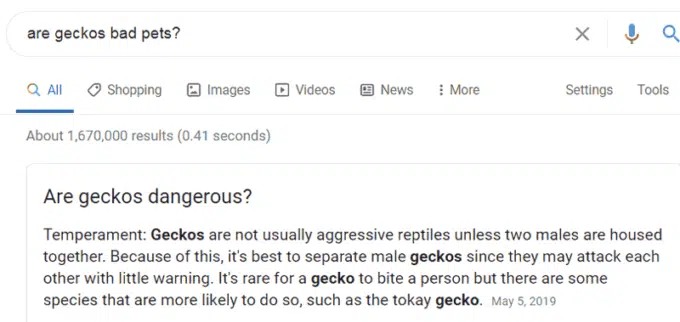 are geckos bad pets?
All Shopping Images Videos News More Settings Tools
About 1,670,000 results (0.41 seconds)
Are geckos dangerous?
Temperament: Geckos are not usually aggressive reptiles unless two males are housed
together. Because of this, it's best to separate male geckos since they may attack each
other with little warning. It's rare for a gecko to bite a person but there are some
species that are more likely to do so, such as the tokay gecko. May 5, 2019